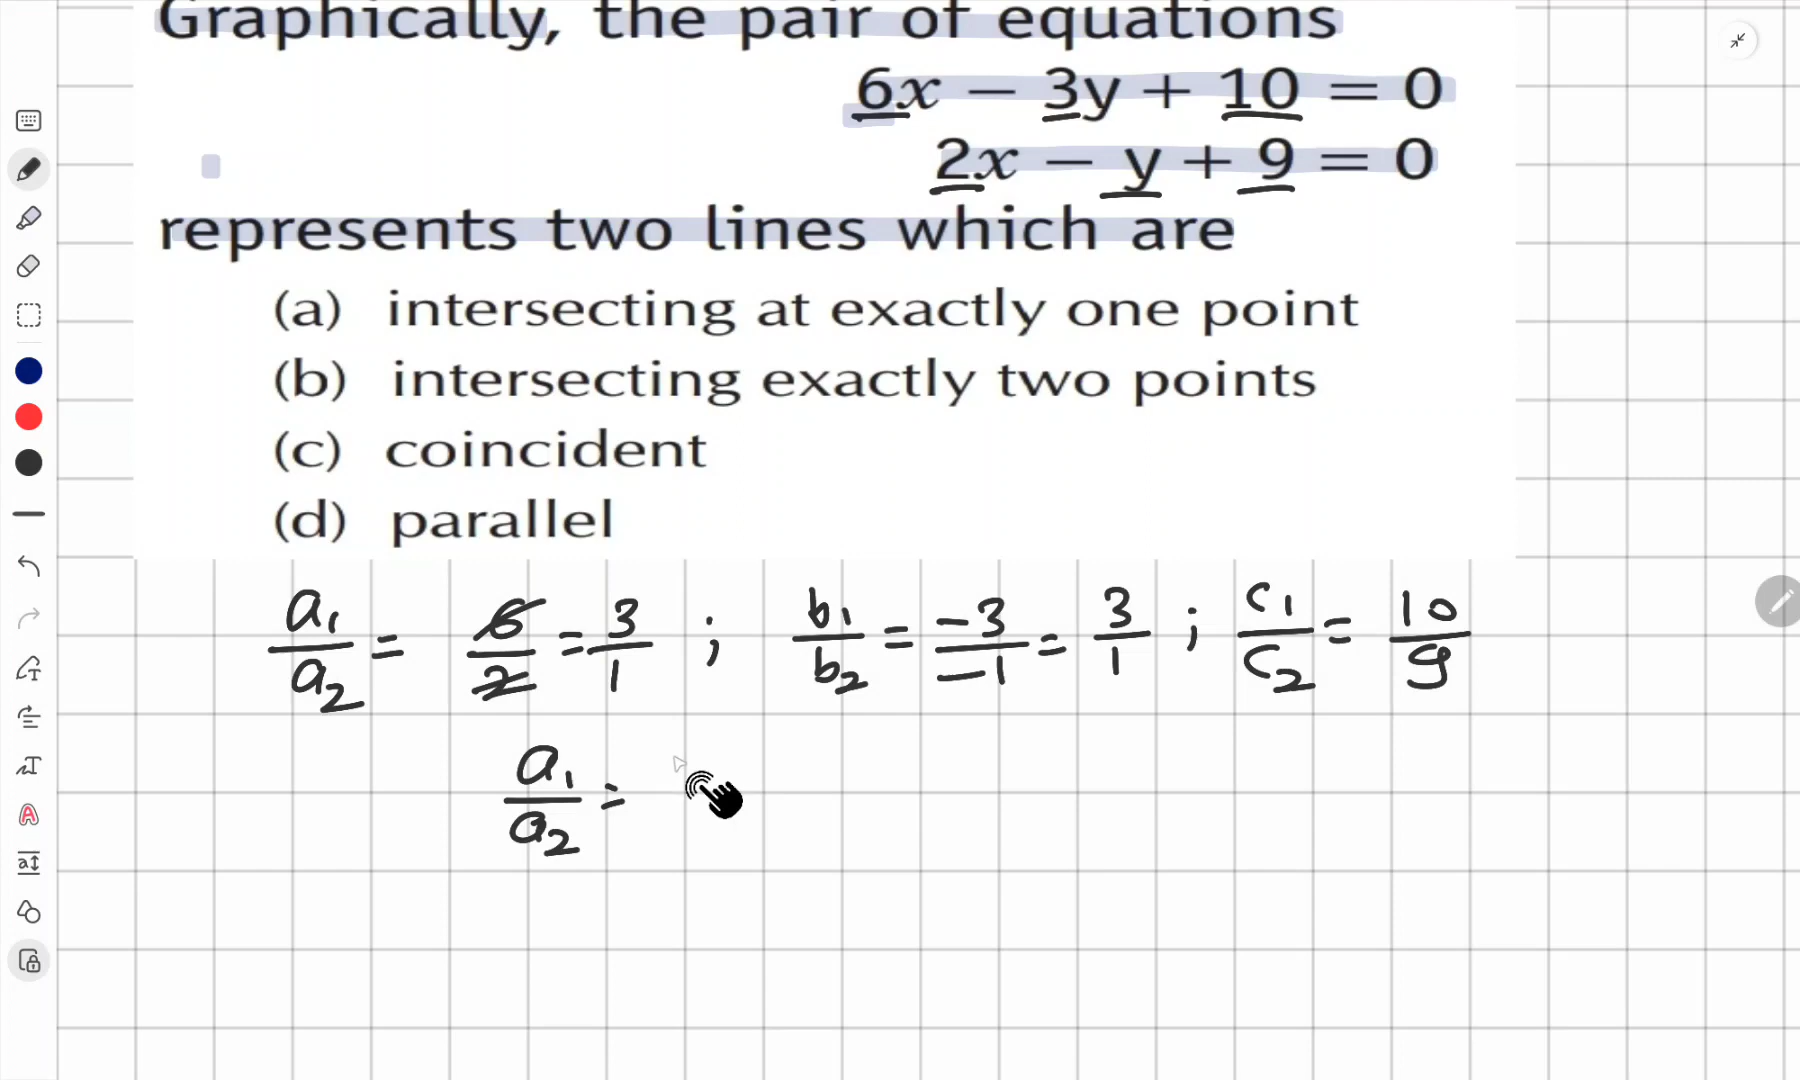 Graphically, the pair of equations
6x − 3y + 10 = 0
2x − y + 9 = 0
represents two lines which are
(a) intersecting at exactly one point
(b) intersecting exactly two points
(c) coincident
(d) parallel
a₁/a₂ = 6/2 = 3/1 ; b₁/b₂ = −3/−1 = 3/1 ; c₁/c₂ = 10/9
a₁/a₂ =